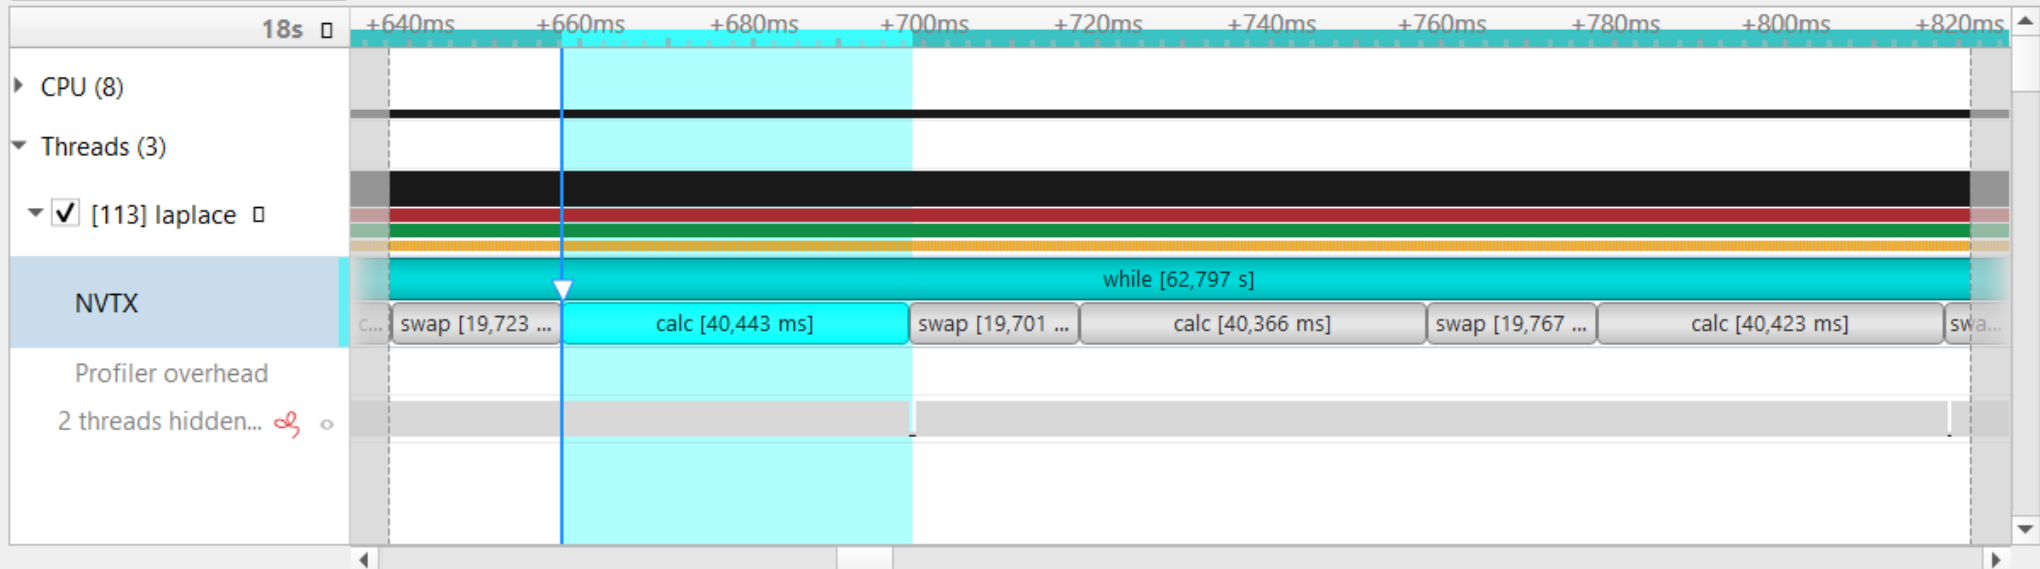 18s +640ms +660ms +680ms +700ms +720ms +740ms +760ms +780ms +800ms +820ms
CPU (8)
Threads (3)
[113] laplace
NVTX
while [62,797 s]
c... swap [19,723 ... calc [40,443 ms] swap [19,701 ... calc [40,366 ms] swap [19,767 ... calc [40,423 ms] swa...
Profiler overhead
2 threads hidden...